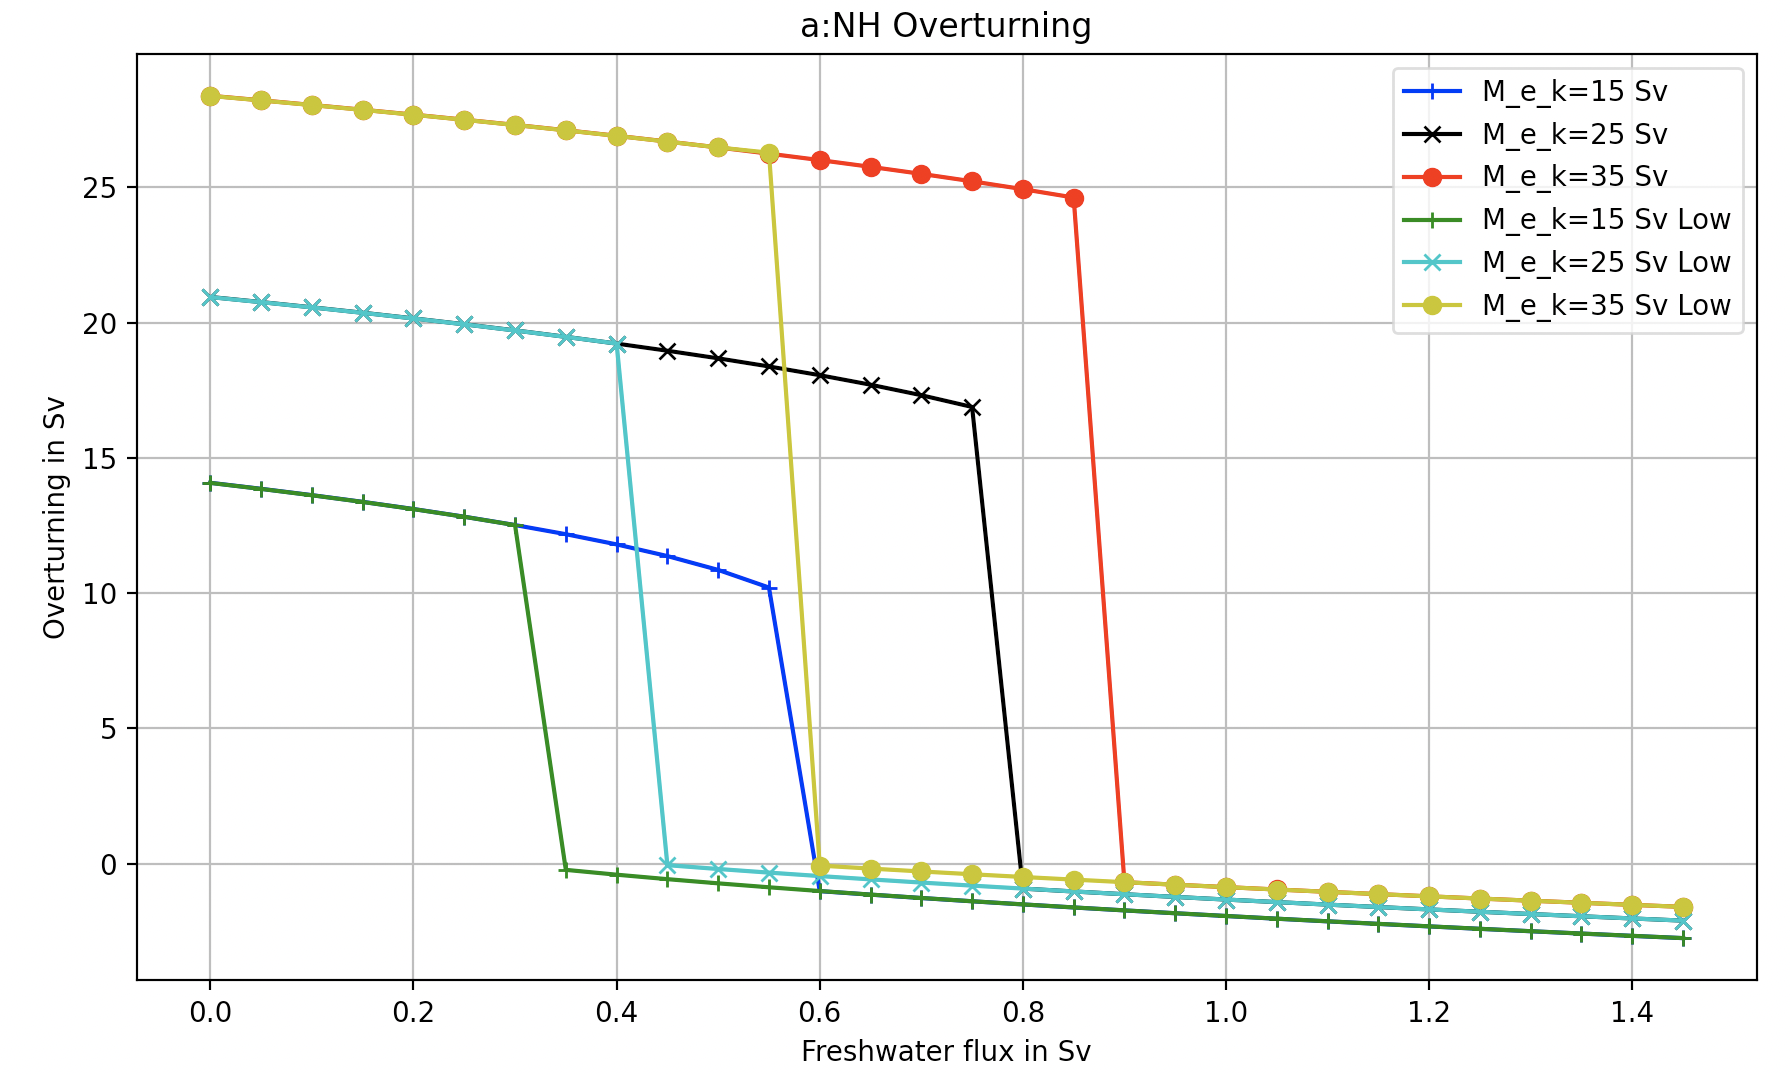 a:NH Overturning
M_e_k=15 Sv
M_e_k=25 Sv
M_e_k=35 Sv
M_e_k=15 Sv Low
M_e_k=25 Sv Low
M_e_k=35 Sv Low
Overturning in Sv
25
20
15
10
5
0
0.0 0.2 0.4 0.6 0.8 1.0 1.2 1.4
Freshwater flux in Sv